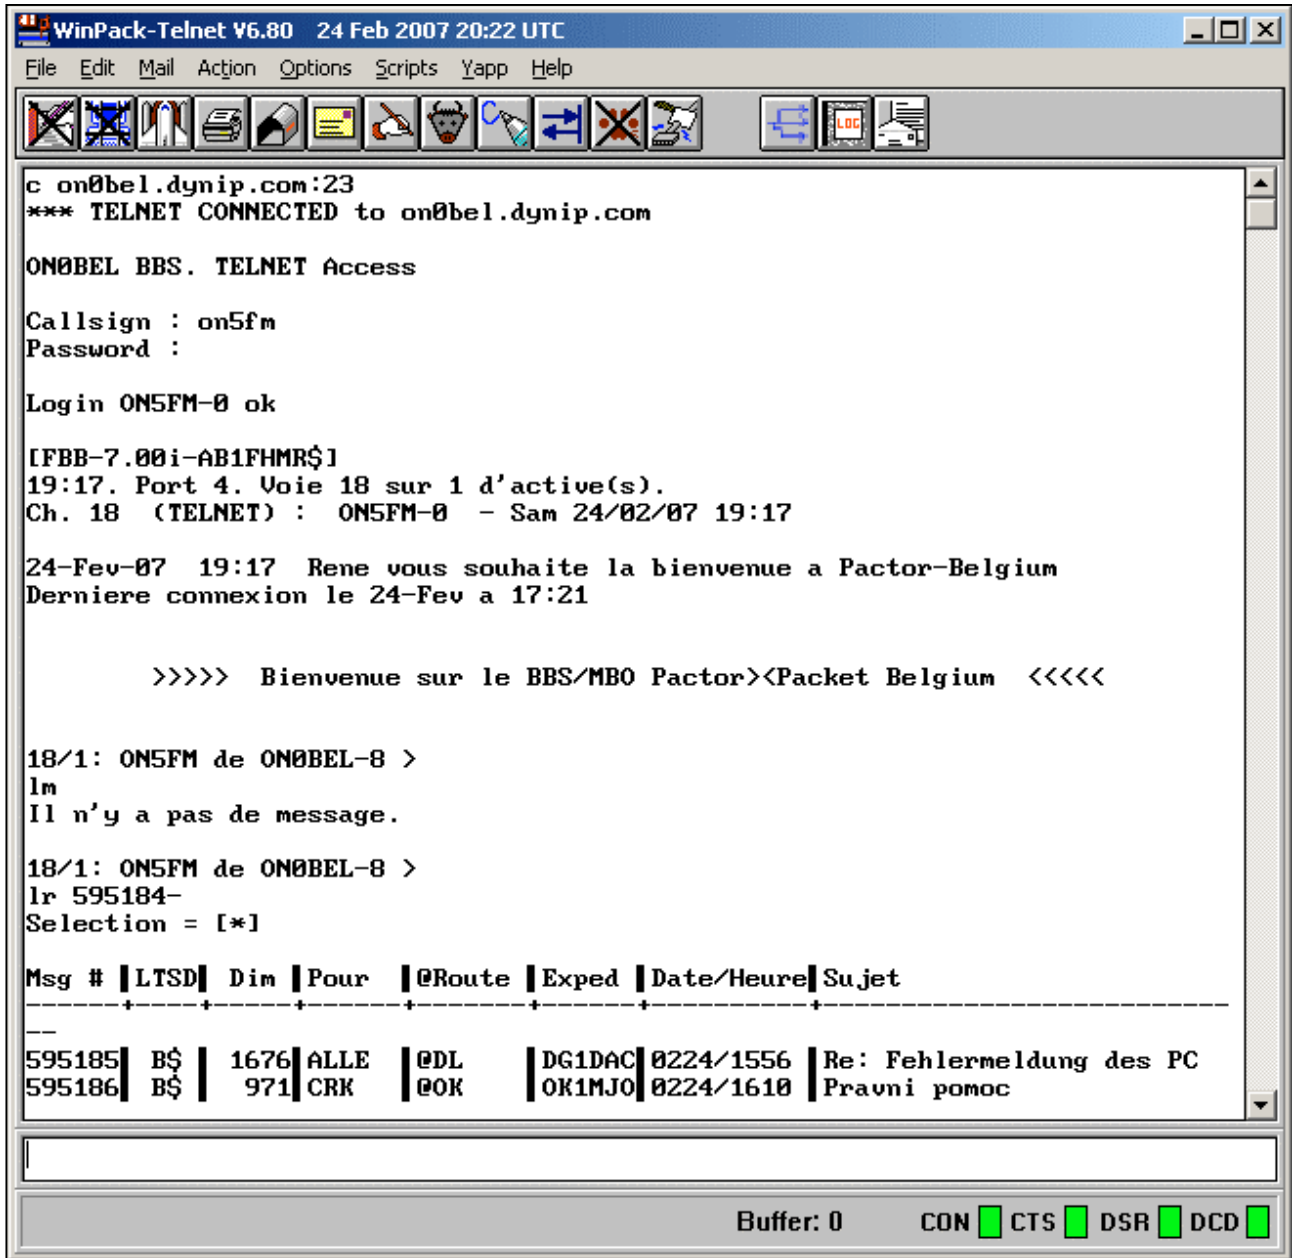 WinPack-Telnet V6.80 24 Feb 2007 20:22 UTC
File Edit Mail Action Options Scripts Yapp Help
LOG
c on0bel.dynip.com:23
*** TELNET CONNECTED to on0bel.dynip.com
ON0BEL BBS. TELNET Access
Callsign : on5fm
Password :
Login ON5FM-0 ok
[FBB-7.00i-AB1FHMR$]
19:17. Port 4. Voie 18 sur 1 d'active(s).
Ch. 18 (TELNET) : ON5FM-0 - Sam 24/02/07 19:17
24-Fev-07 19:17 Rene vous souhaite la bienvenue a Pactor-Belgium
Derniere connexion le 24-Fev a 17:21
>>>>> Bienvenue sur le BBS/MBO Pactor><Packet Belgium <<<<<
18/1: ON5FM de ON0BEL-8 >
lm
Il n'y a pas de message.
18/1: ON5FM de ON0BEL-8 >
lr 595184-
Selection = [*]
Msg # |LTSD| Dim |Pour |@Route |Exped |Date/Heure|Sujet
------+----+-----+-------+--------+-------+-----------+----------------------------
--
595185| B$ | 1676|ALLE |@DL |DG1DAC|0224/1556 |Re: Fehlermeldung des PC
595186| B$ | 971|CRK |@OK |OK1MJO|0224/1610 |Pravni pomoc
Buffer: 0 CON CTS DSR DCD